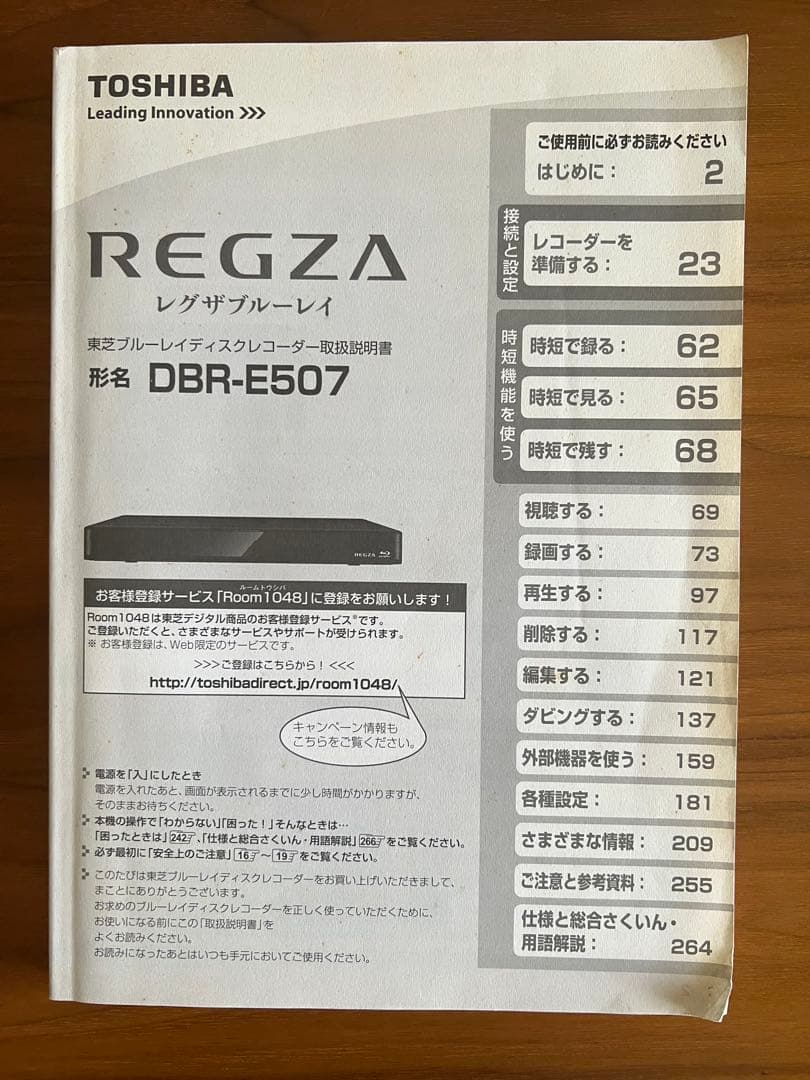 TOSHIBA
Leading Innovation >>>
REGZA
レグザブルーレイ
東芝ブルーレイディスクレコーダー取扱説明書
形名 DBR-E507
REGZA
ルームトウシバ
お客様登録サービス「Room1048」に登録をお願いします！
Room1048は東芝デジタル商品のお客様登録サービス※です。
ご登録いただくと、さまざまなサービスやサポートが受けられます。
※ お客様登録は、Web限定のサービスです。
>>>ご登録はこちらから！<<<
http://toshibadirect.jp/room1048/
キャンペーン情報も
こちらをご覧ください。
電源を「入」にしたとき
電源を入れたあと、画面が表示されるまでに少し時間がかかりますが、
そのままお待ちください。
本機の操作で「わからない」「困った！」そんなときは…
「困ったときは」242、「仕様と総合さくいん・用語解説」266をご覧ください。
必ず最初に「安全上のご注意」16～19をご覧ください。
このたびは東芝ブルーレイディスクレコーダーをお買い上げいただきまして、
まことにありがとうございます。
お求めのブルーレイディスクレコーダーを正しく使っていただくために、
お使いになる前にこの「取扱説明書」を
よくお読みください。
お読みになったあとはいつも手元においてご使用ください。
ご使用前に必ずお読みください
はじめに： 2
接続と設定
レコーダーを
準備する： 23
時短機能を使う
時短で録る： 62
時短で見る： 65
時短で残す： 68
視聴する： 69
録画する： 73
再生する： 97
削除する： 117
編集する： 121
ダビングする： 137
外部機器を使う： 159
各種設定： 181
さまざまな情報： 209
ご注意と参考資料： 255
仕様と総合さくいん・
用語解説： 264